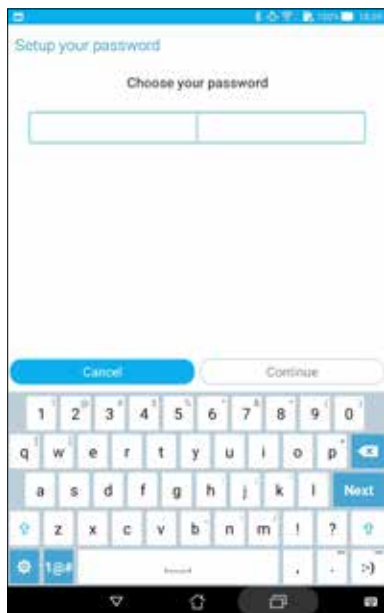 Setup your password
Choose your password
Cancel Continue
1 2 3 4 5 6 7 8 9 0
q w e r t y u i o p
a s d f g h j k l Next
z x c v b n m ! ?
1@# , . :-)